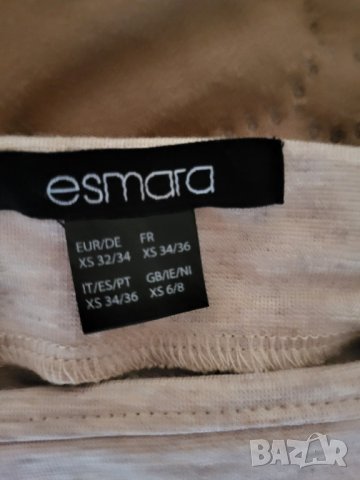 esmara
EUR/DE FR
XS 32/34 XS 34/36
IT/ES/PT GB/IE/NI
XS 34/36 XS 6/8
BAZAR